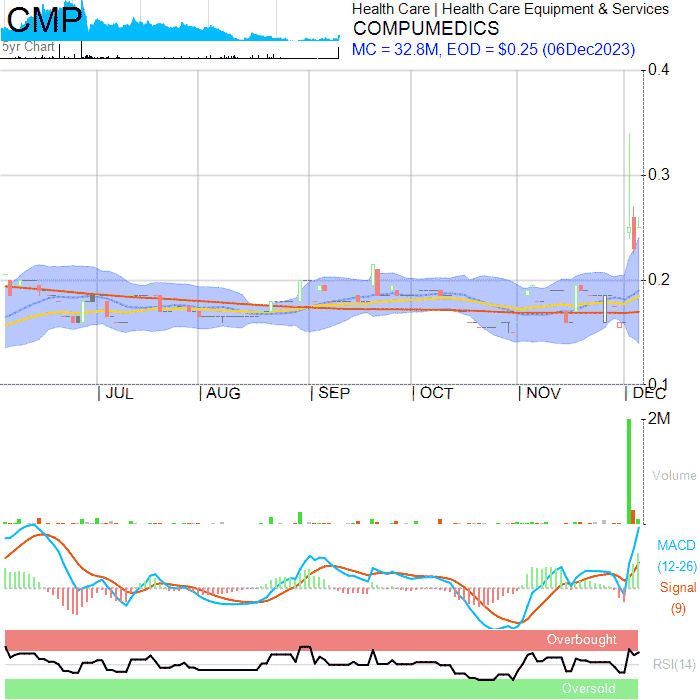 CMP
5yr Chart
Health Care | Health Care Equipment & Services
COMPUMEDICS
MC = 32.8M, EOD = $0.25 (06Dec2023)
0.4
0.3
0.2
0.1
JUL
AUG
SEP
OCT
NOV
DEC
2M
Volume
MACD
(12-26)
Signal
(9)
Overbought
RSI(14)
Oversold